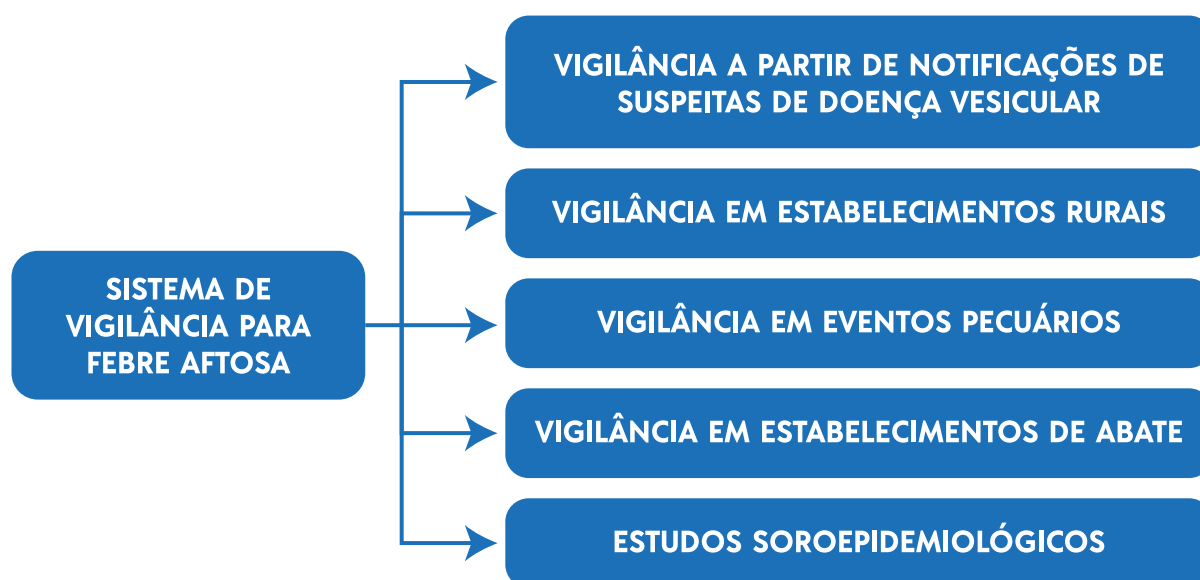 SISTEMA DE
VIGILÂNCIA PARA
FEBRE AFTOSA
VIGILÂNCIA A PARTIR DE NOTIFICAÇÕES DE
SUSPEITAS DE DOENÇA VESICULAR
VIGILÂNCIA EM ESTABELECIMENTOS RURAIS
VIGILÂNCIA EM EVENTOS PECUÁRIOS
VIGILÂNCIA EM ESTABELECIMENTOS DE ABATE
ESTUDOS SOROEPIDEMIOLÓGICOS